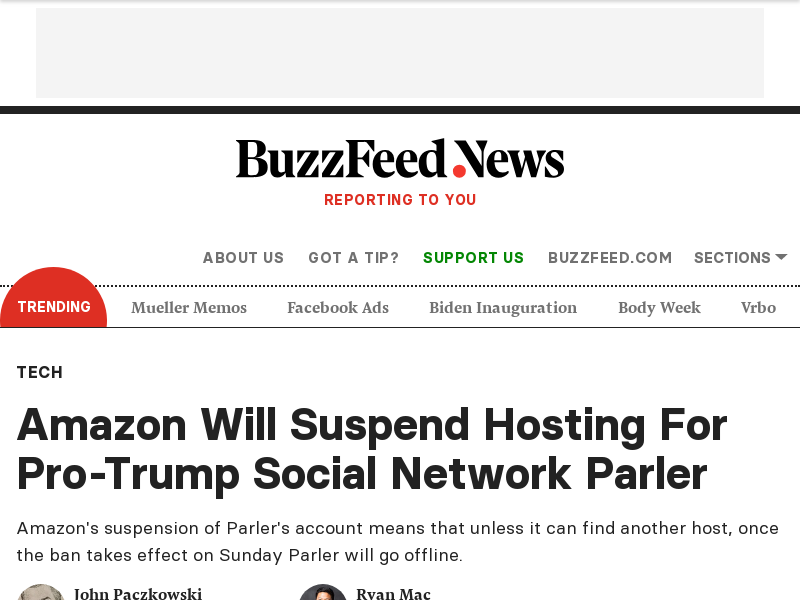 BuzzFeed News
REPORTING TO YOU
ABOUT US GOT A TIP? SUPPORT US BUZZFEED.COM SECTIONS
TRENDING Mueller Memos Facebook Ads Biden Inauguration Body Week Vrbo
TECH
Amazon Will Suspend Hosting For
Pro-Trump Social Network Parler
Amazon's suspension of Parler's account means that unless it can find another host, once
the ban takes effect on Sunday Parler will go offline.
John Paczkowski Ryan Mac